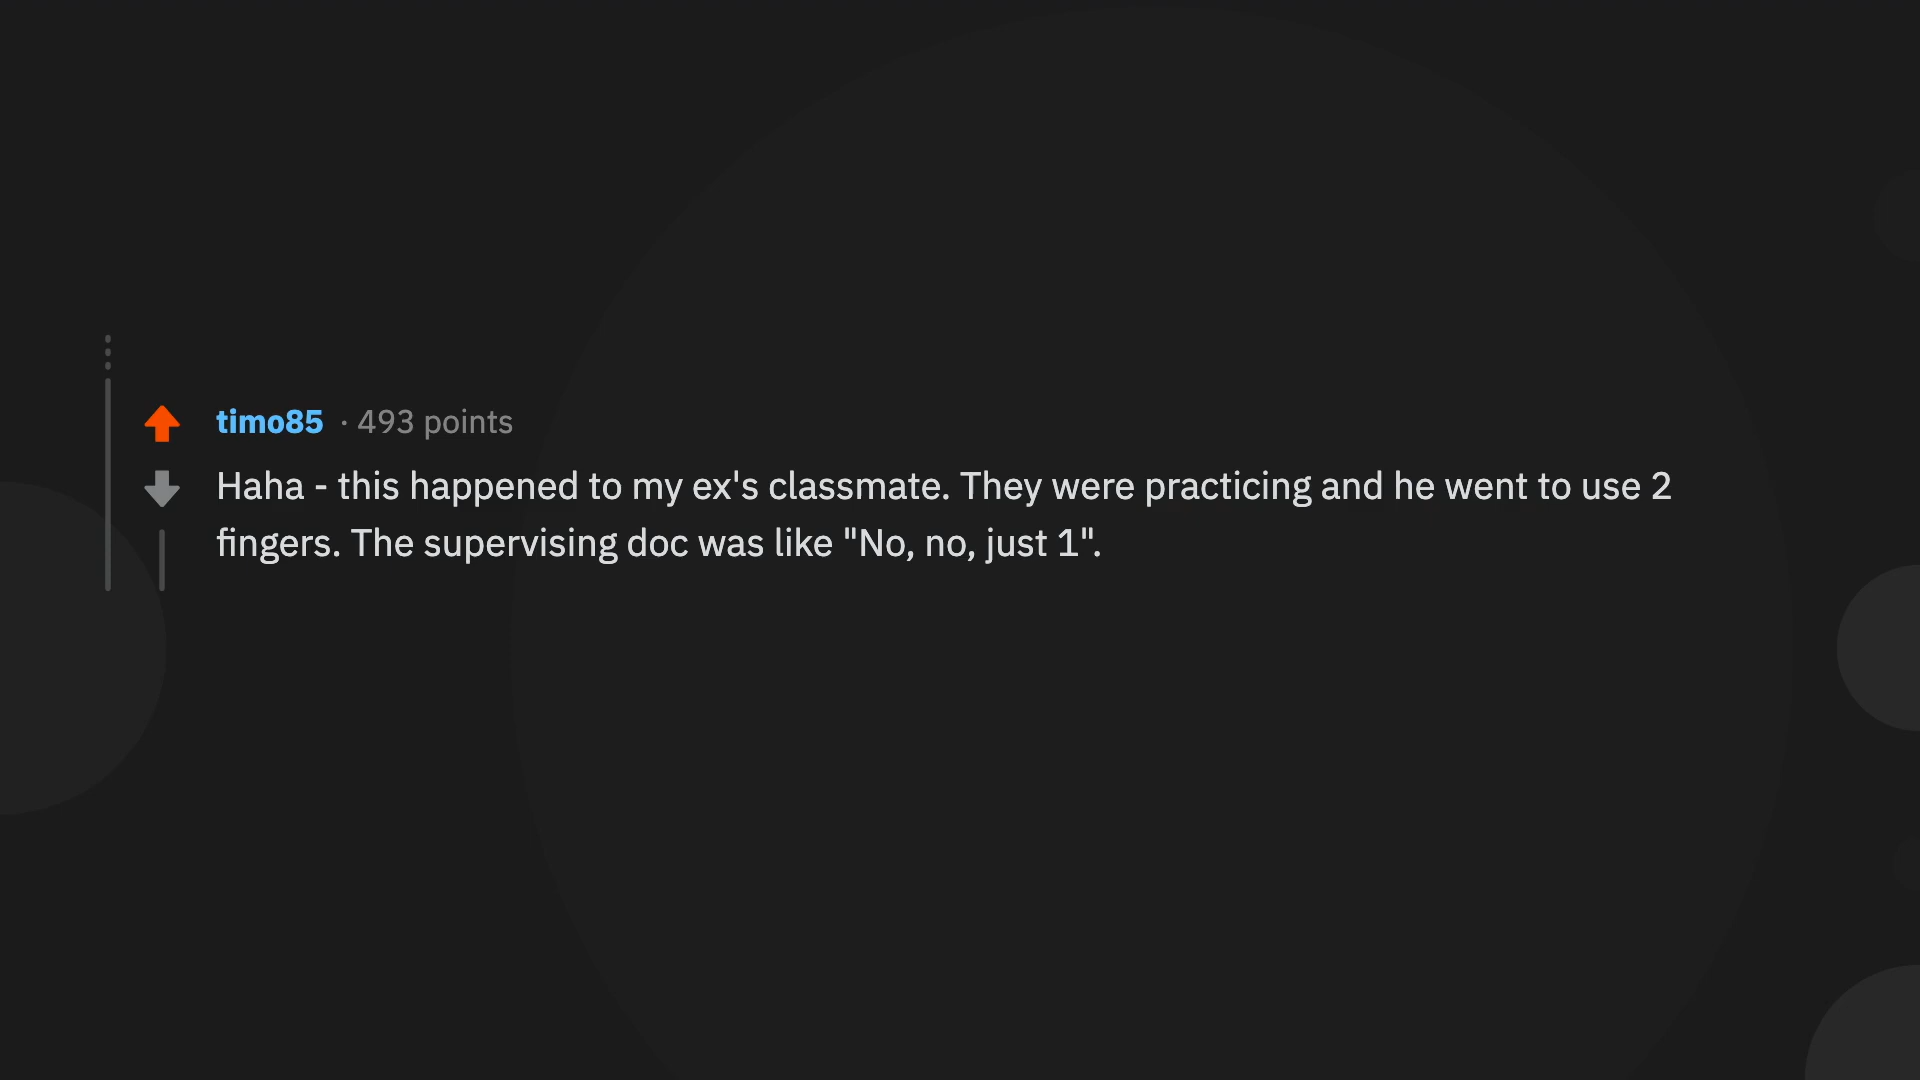 timo85 · 493 points
Haha - this happened to my ex's classmate. They were practicing and he went to use 2
fingers. The supervising doc was like "No, no, just 1".